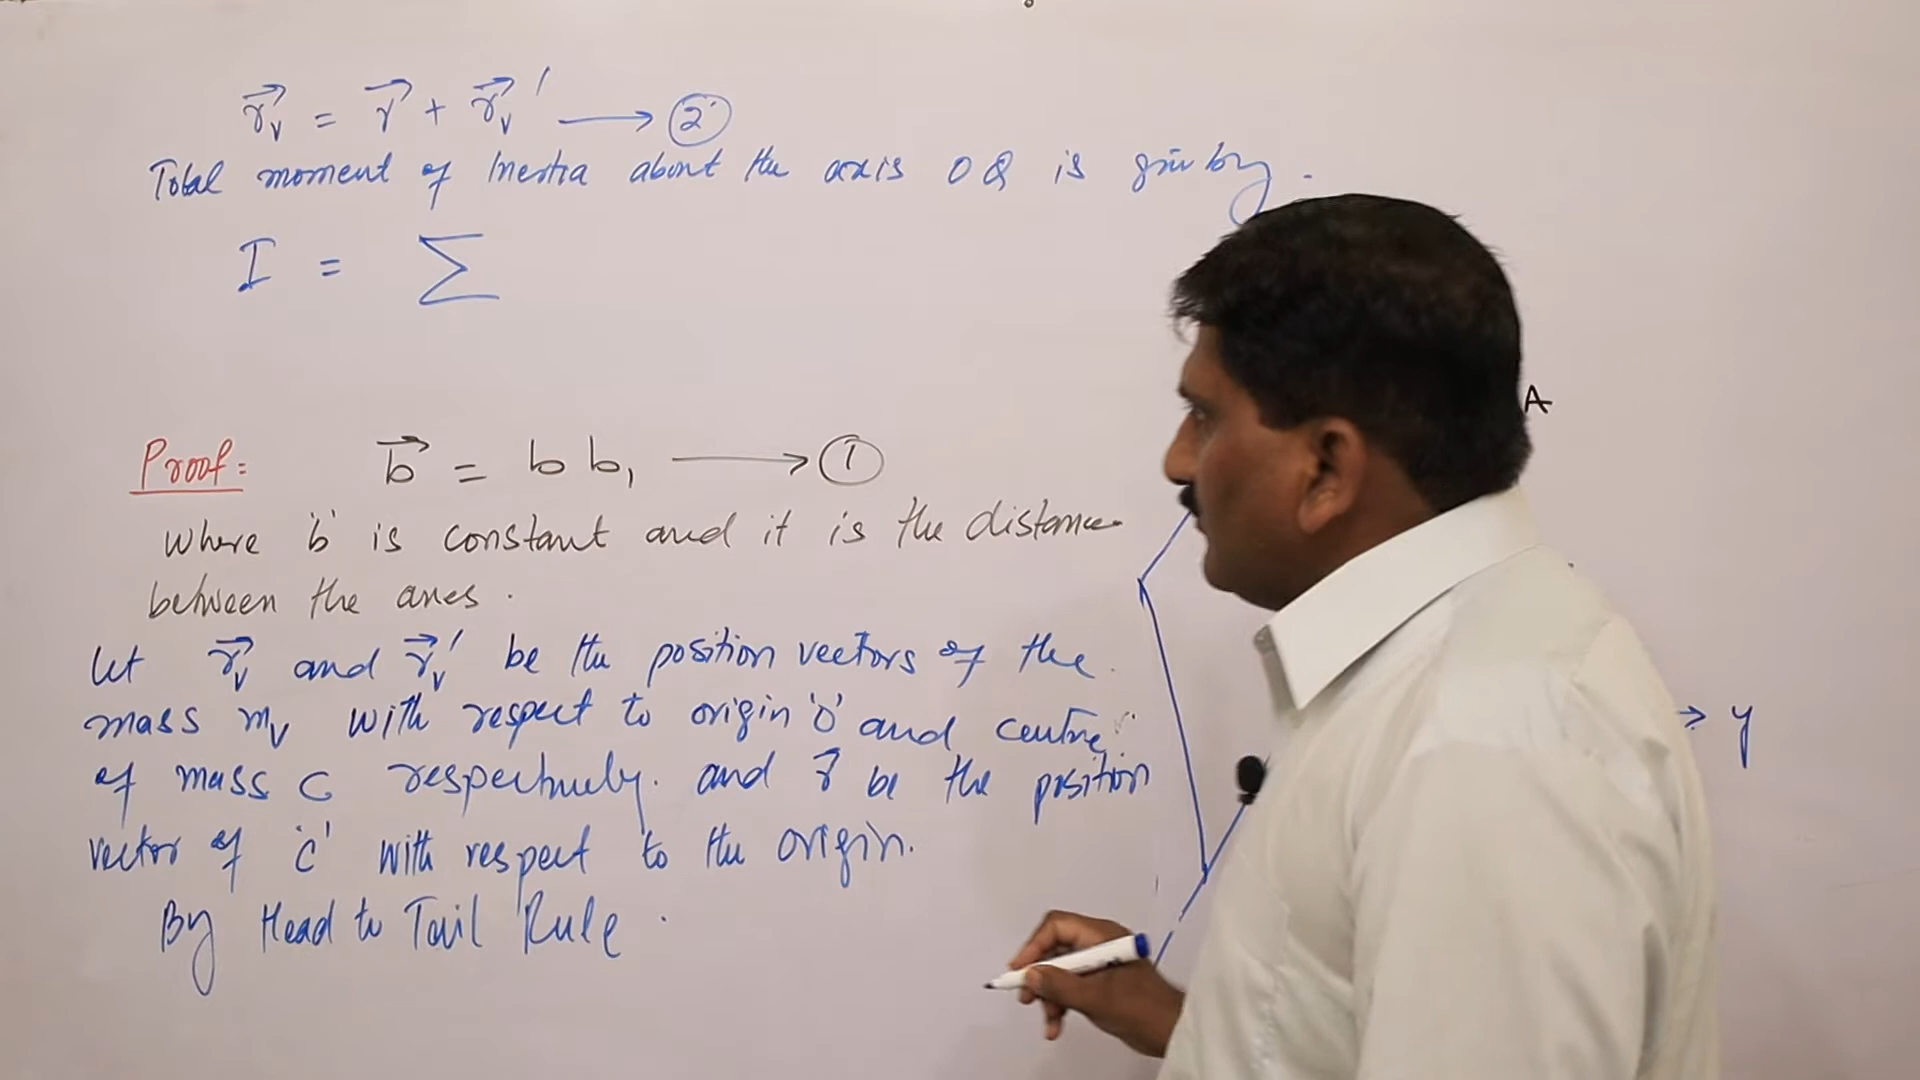 r⃗ᵥ = r⃗ + r⃗ᵥ′ ⟶ ②
Total moment of Inertia about the axis OQ is given by.
I = Σ
Proof: b⃗ = b b₁ ⟶ ①
where 'b' is constant and it is the distance
between the axes.
Let r⃗ᵥ and r⃗ᵥ′ be the position vectors of the
mass mᵥ with respect to origin 'O' and centre
of mass C respectively. and r⃗ be the position
vector of 'C' with respect to the origin.
By Head to Tail Rule.
A
y